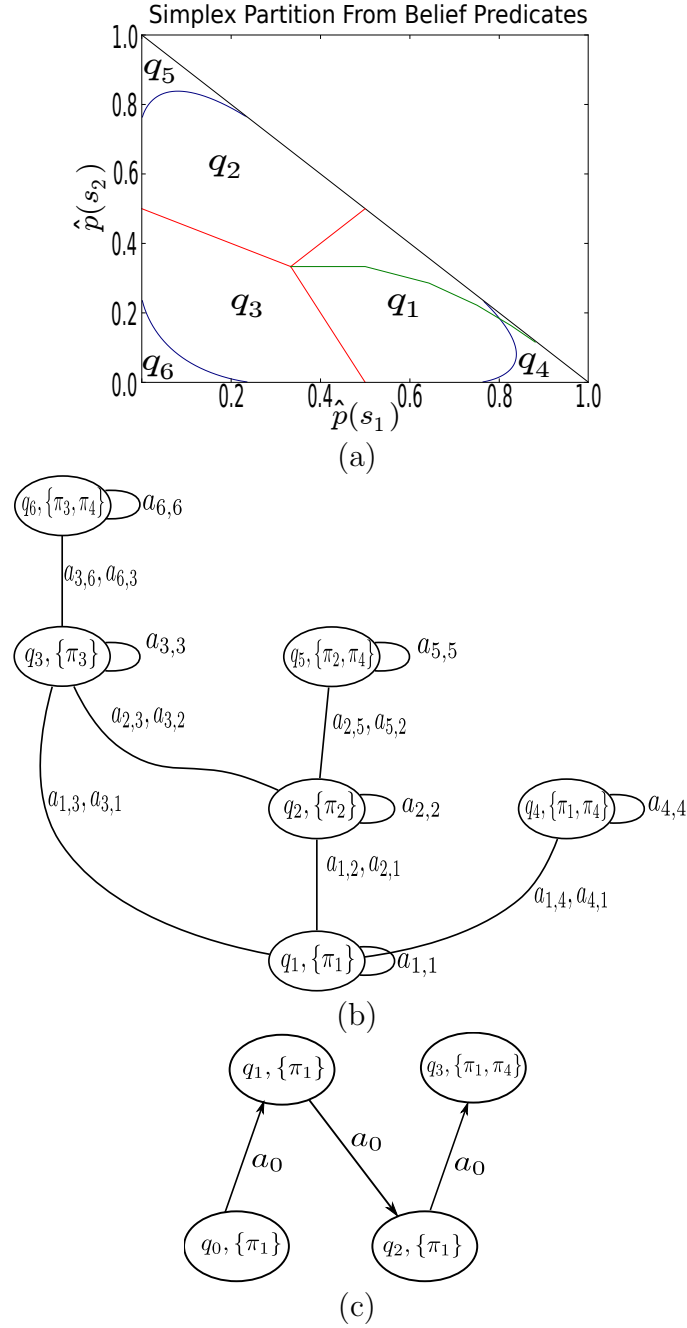 Simplex Partition From Belief Predicates
1.0
0.8
0.6
0.4
0.2
0.0
p̂(s₂)
q₅
q₂
q₃
q₁
q₆
q₄
0.2 0.4 0.6 0.8 1.0
p̂(s₁)
(a)
q₆, {π₃, π₄} a₆,₆
a₃,₆, a₆,₃
q₃, {π₃} a₃,₃
q₅, {π₂, π₄} a₅,₅
a₂,₃, a₃,₂
a₂,₅, a₅,₂
a₁,₃, a₃,₁
q₂, {π₂} a₂,₂
q₄, {π₁, π₄} a₄,₄
a₁,₂, a₂,₁
a₁,₄, a₄,₁
q₁, {π₁} a₁,₁
(b)
q₁, {π₁}
q₃, {π₁, π₄}
a₀
a₀
a₀
q₀, {π₁}
q₂, {π₁}
(c)